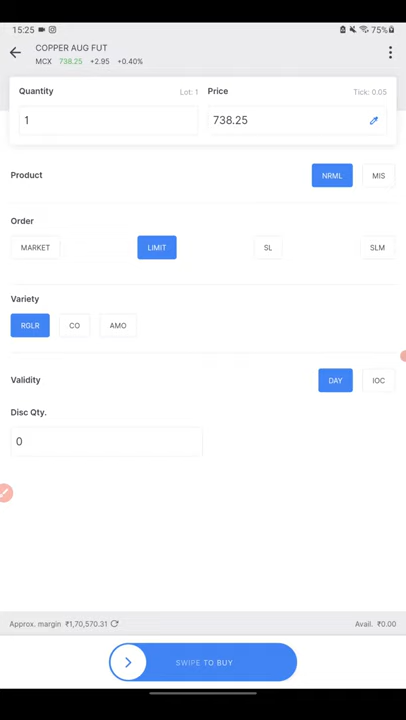 15:25 75%
COPPER AUG FUT
MCX 738.25 +2.95 +0.40%
Quantity Lot: 1 Price Tick: 0.05
1 738.25
Product NRML MIS
Order
MARKET LIMIT SL SLM
Variety
RGLR CO AMO
Validity DAY IOC
Disc Qty.
0
Approx. margin ₹1,70,570.31 Avail. ₹0.00
SWIPE TO BUY